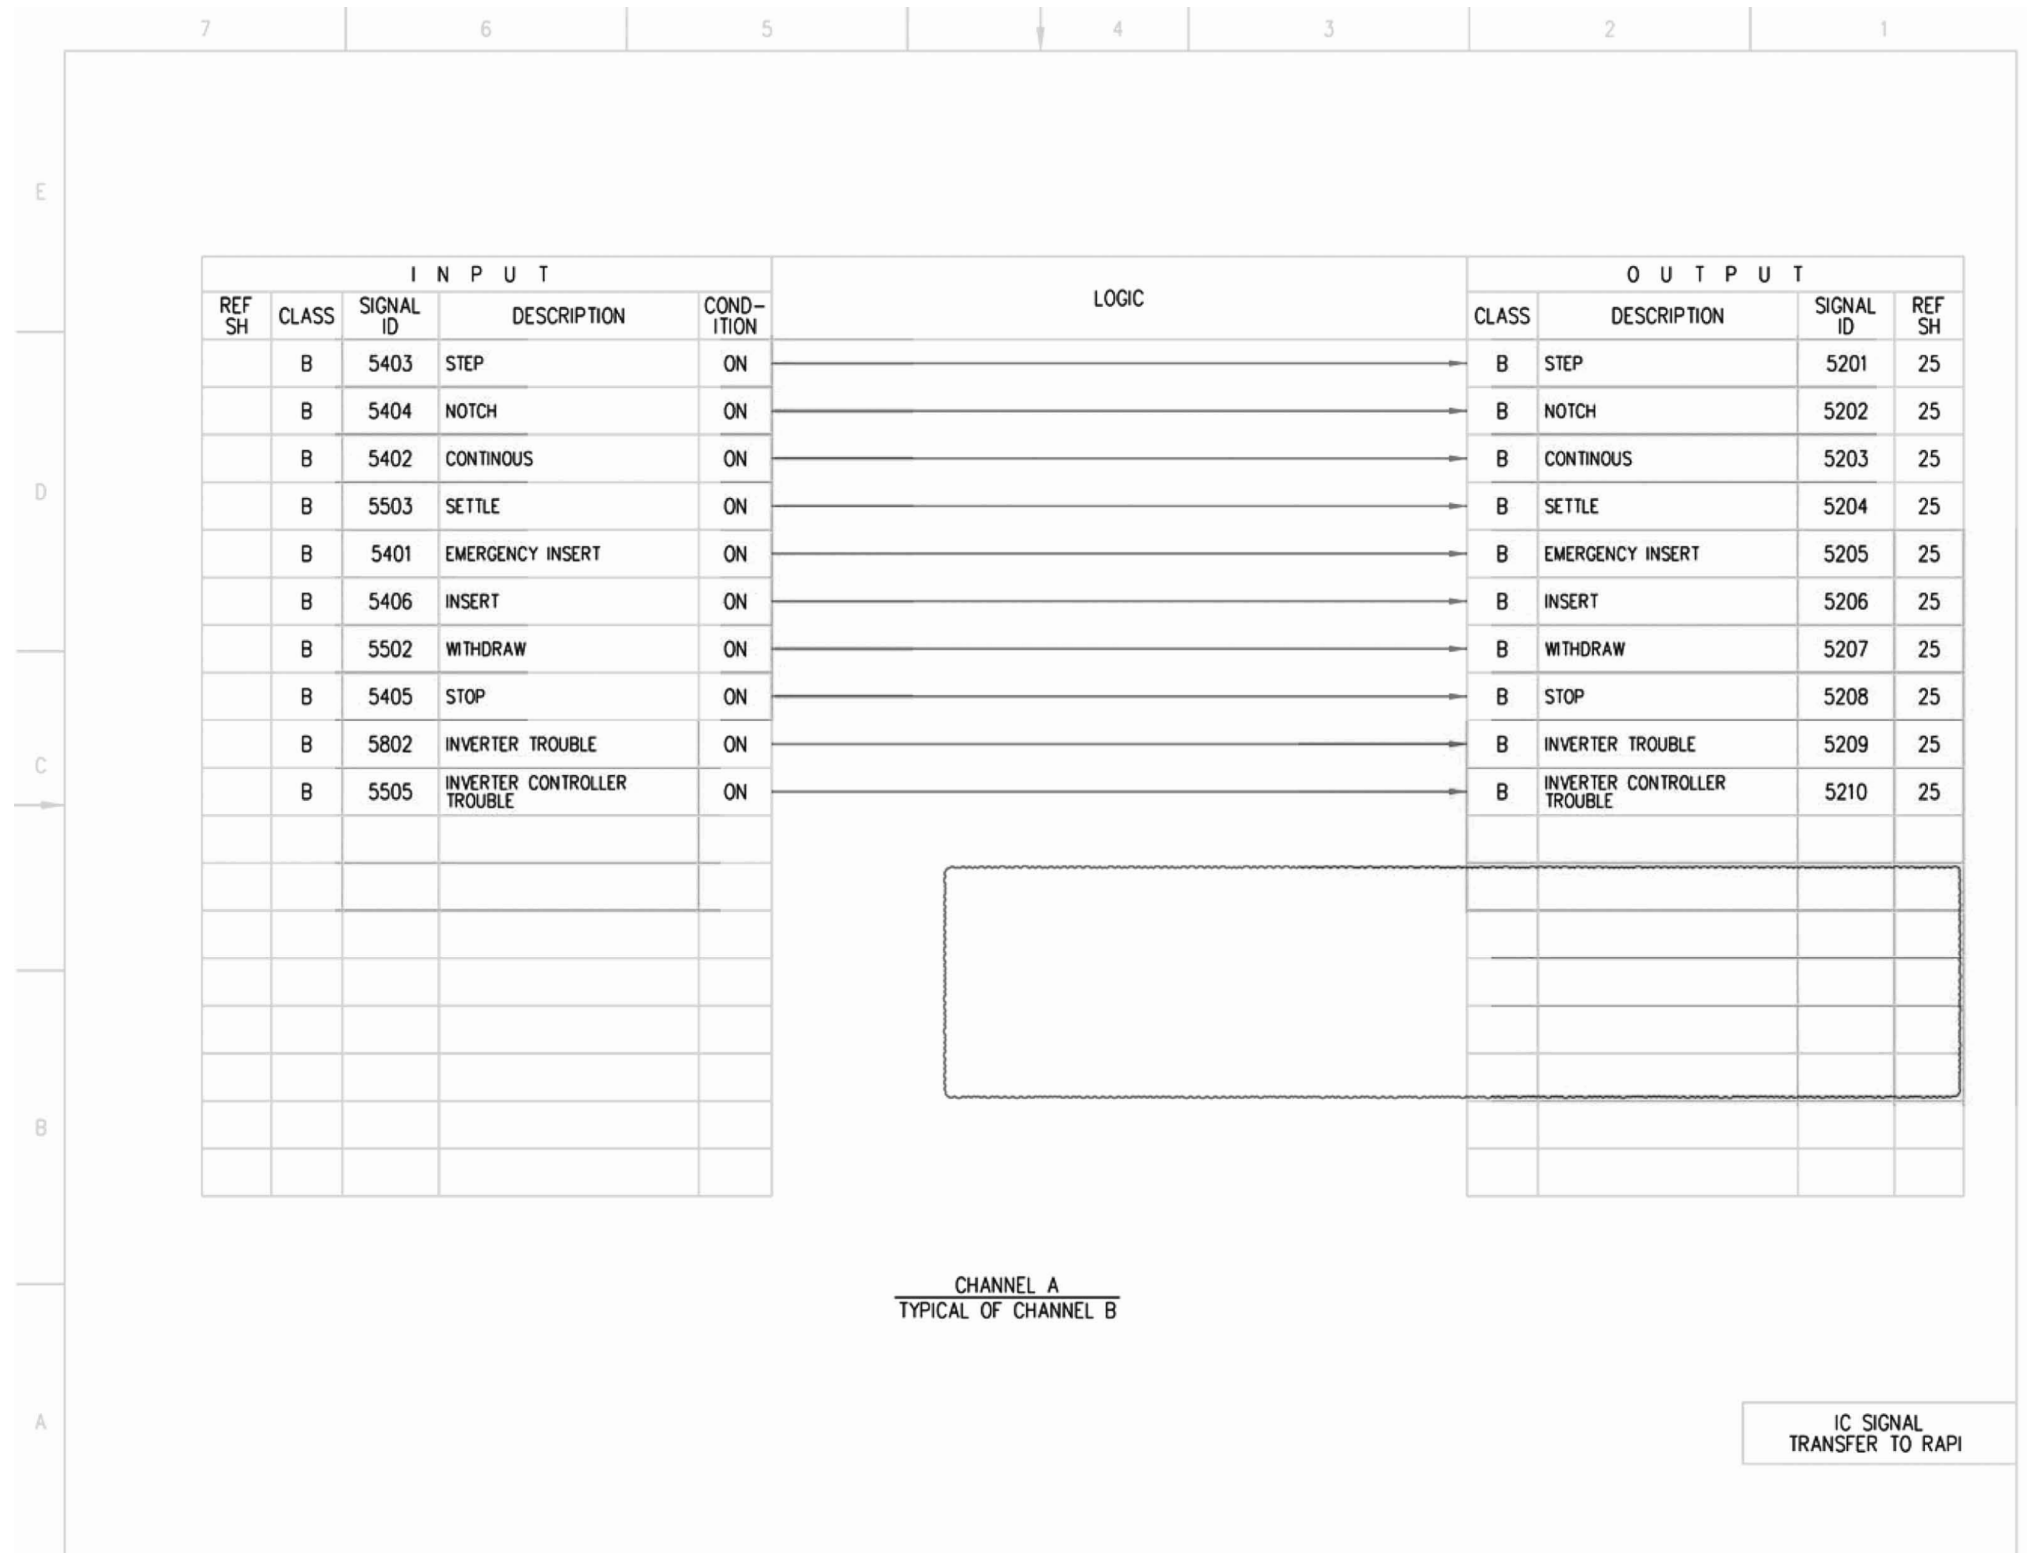 7 6 5 4 3 2 1
E
D
C
B
A
I N P U T
LOGIC
O U T P U T
REF SH CLASS SIGNAL ID DESCRIPTION COND-ITION CLASS DESCRIPTION SIGNAL ID REF SH
B 5403 STEP ON B STEP 5201 25
B 5404 NOTCH ON B NOTCH 5202 25
B 5402 CONTINOUS ON B CONTINOUS 5203 25
B 5503 SETTLE ON B SETTLE 5204 25
B 5401 EMERGENCY INSERT ON B EMERGENCY INSERT 5205 25
B 5406 INSERT ON B INSERT 5206 25
B 5502 WITHDRAW ON B WITHDRAW 5207 25
B 5405 STOP ON B STOP 5208 25
B 5802 INVERTER TROUBLE ON B INVERTER TROUBLE 5209 25
B 5505 INVERTER CONTROLLER TROUBLE ON B INVERTER CONTROLLER TROUBLE 5210 25
CHANNEL A
TYPICAL OF CHANNEL B
IC SIGNAL
TRANSFER TO RAPI